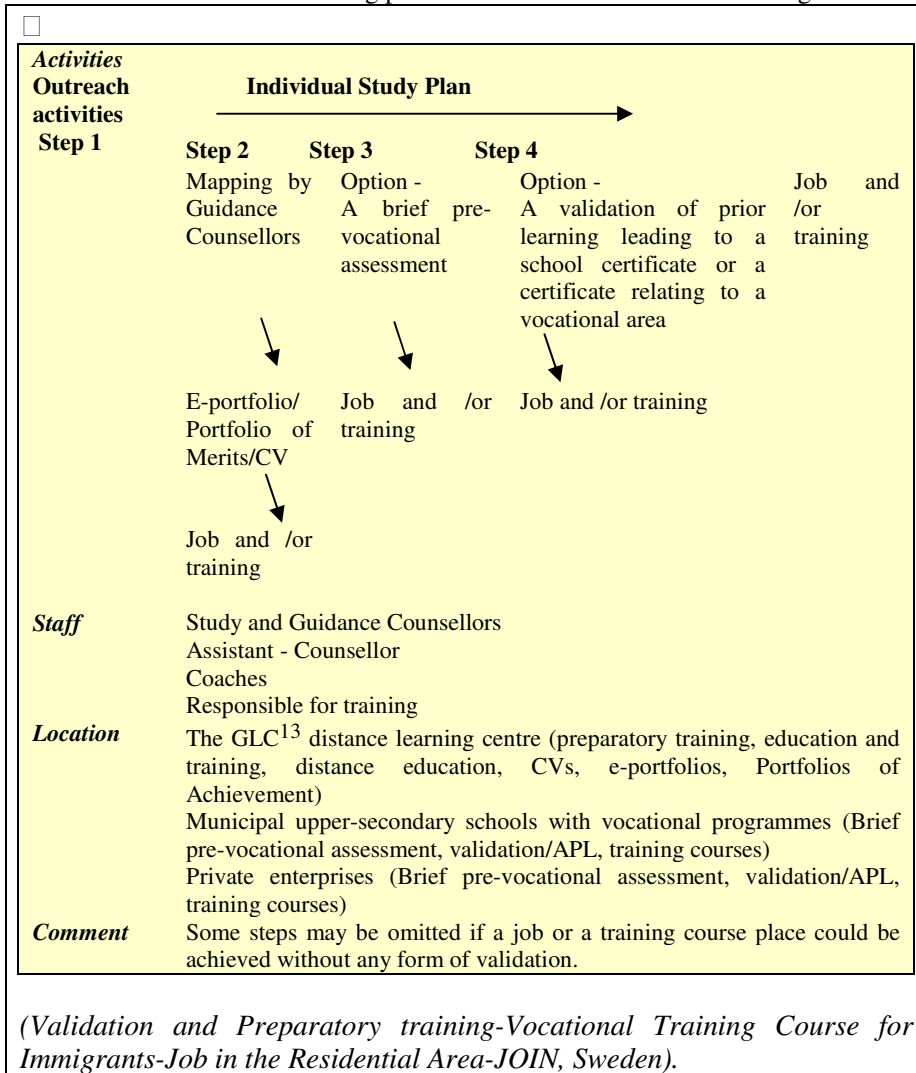 Activities
Outreach
activities
Step 1
Individual Study Plan
Step 2 Step 3 Step 4
Mapping by
Guidance
Counsellors
Option -
A brief pre-
vocational
assessment
Option -
A validation of prior
learning leading to a
school certificate or a
certificate relating to a
vocational area
Job and
/or
training
E-portfolio/
Portfolio of
Merits/CV
Job and /or
training
Job and /or training
Job and /or
training
Staff
Study and Guidance Counsellors
Assistant - Counsellor
Coaches
Responsible for training
Location
The GLC13 distance learning centre (preparatory training, education and
training, distance education, CVs, e-portfolios, Portfolios of
Achievement)
Municipal upper-secondary schools with vocational programmes (Brief
pre-vocational assessment, validation/APL, training courses)
Private enterprises (Brief pre-vocational assessment, validation/APL,
training courses)
Comment
Some steps may be omitted if a job or a training course place could be
achieved without any form of validation.
(Validation and Preparatory training-Vocational Training Course for
Immigrants-Job in the Residential Area-JOIN, Sweden).